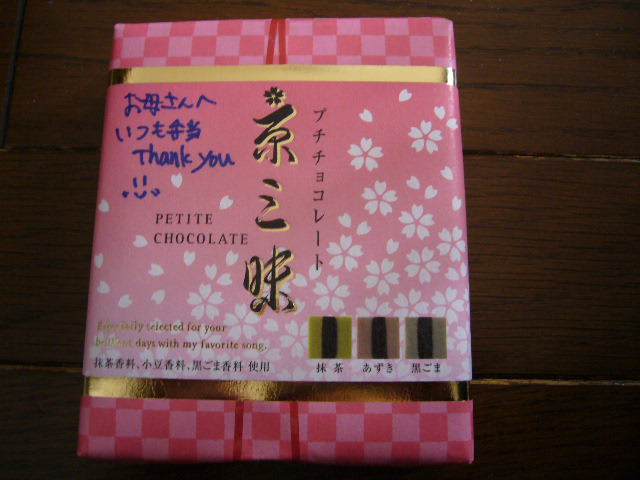 お母さんへ
いつも弁当
Thank you
京三味
プチチョコレート
PETITE
CHOCOLATE
Especially selected for your
brilliant days with my favorite song.
抹茶香料、小豆香料、黒ごま香料 使用
抹茶 あずき 黒ごま